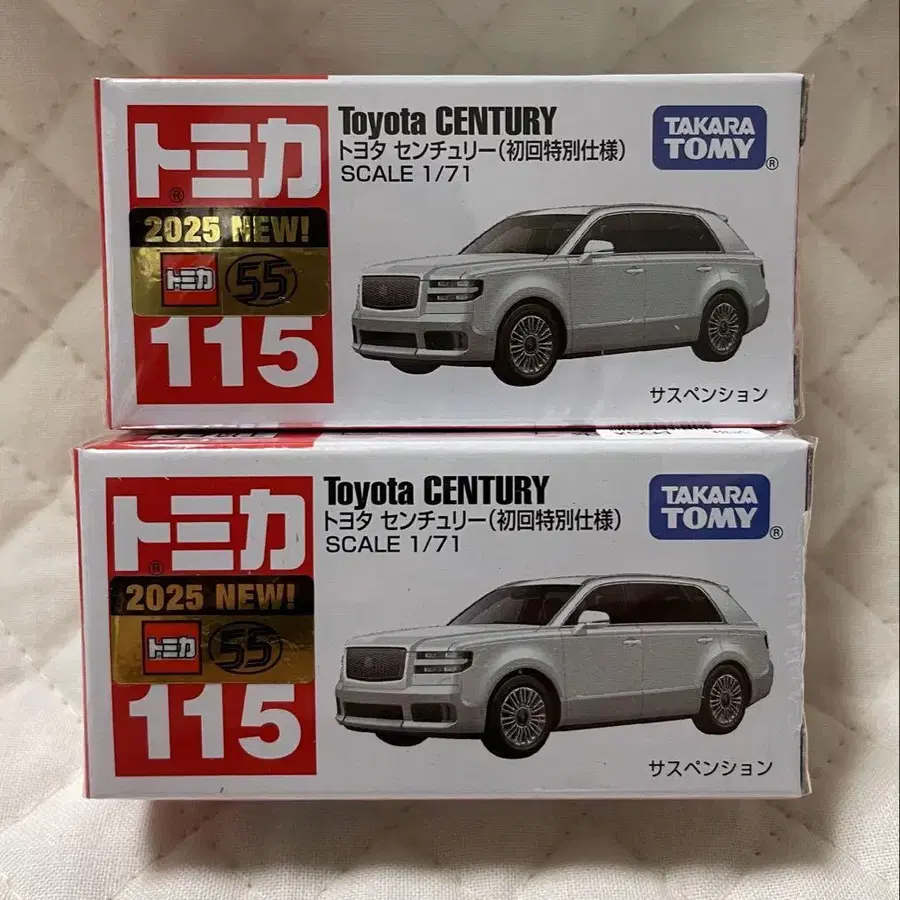 トミカ
®
2025 NEW!
トミカ 55
115
Toyota CENTURY
トヨタ センチュリー(初回特別仕様)
SCALE 1/71
TAKARA
TOMY
®
サスペンション
トミカ
®
2025 NEW!
トミカ 55
115
Toyota CENTURY
トヨタ センチュリー(初回特別仕様)
SCALE 1/71
TAKARA
TOMY
®
サスペンション